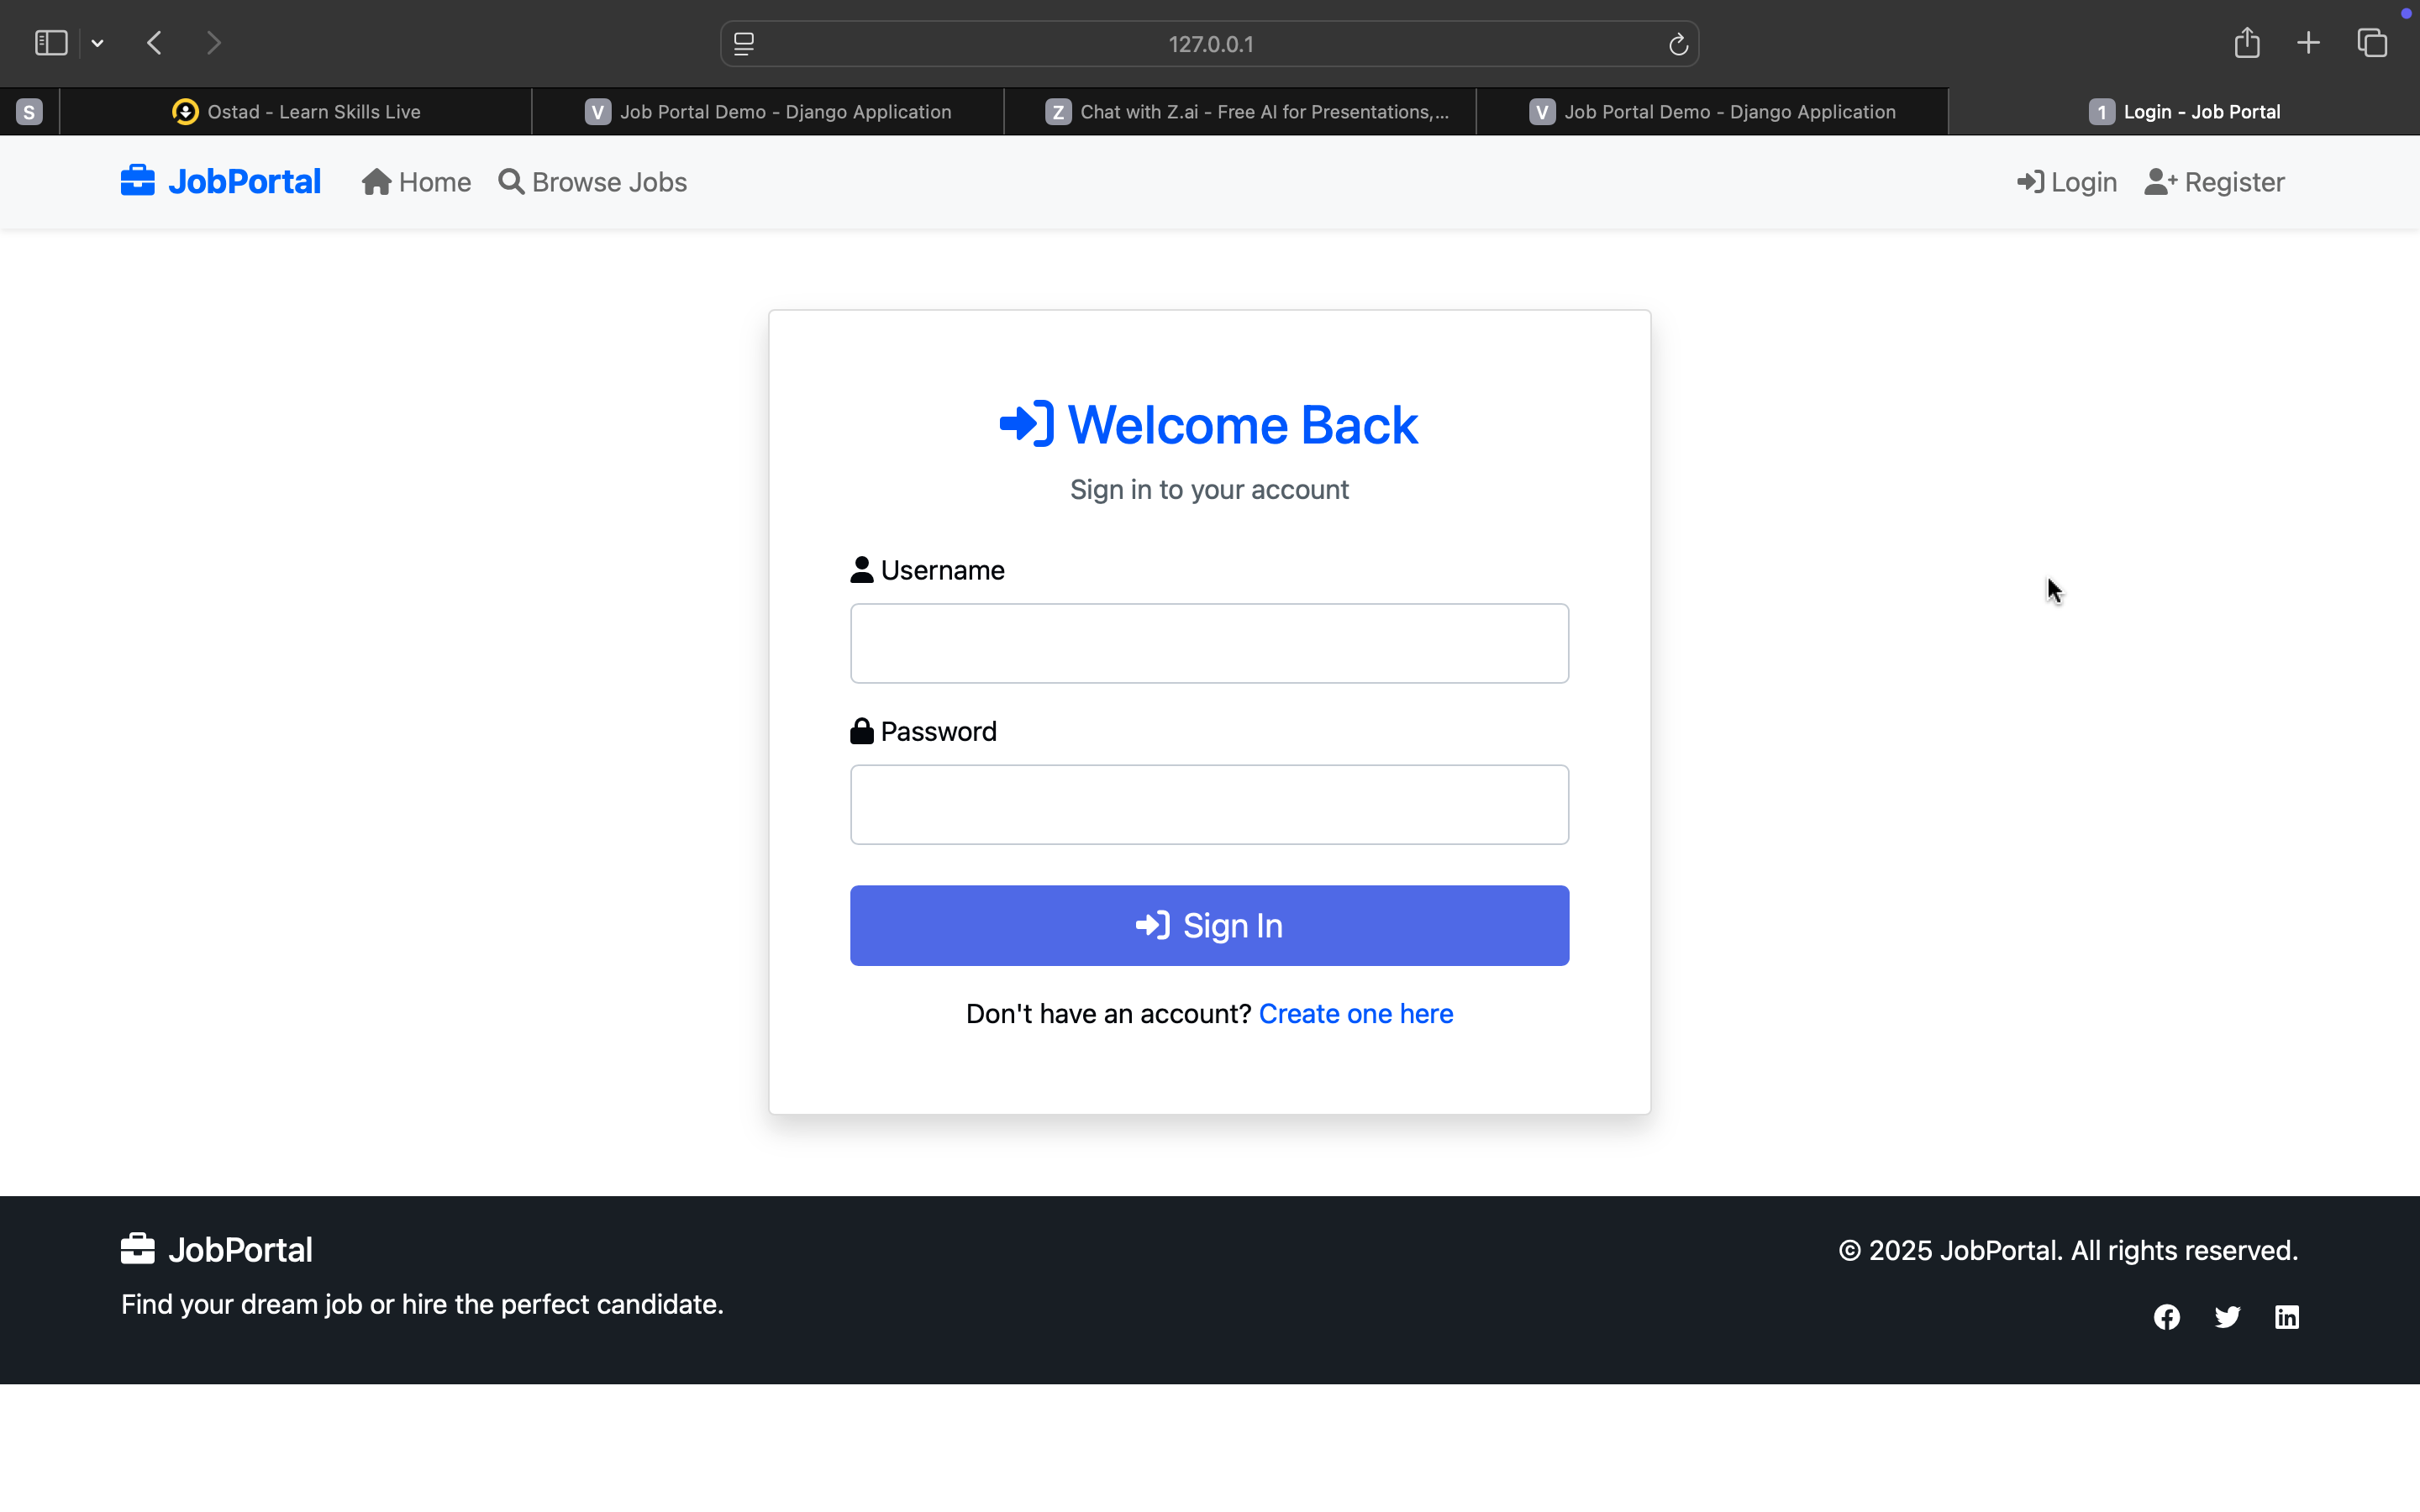 127.0.0.1
S
Ostad - Learn Skills Live
V Job Portal Demo - Django Application
Z Chat with Z.ai - Free AI for Presentations,...
V Job Portal Demo - Django Application
1 Login - Job Portal
JobPortal Home Browse Jobs Login Register
Welcome Back
Sign in to your account
Username
Password
Sign In
Don't have an account? Create one here
JobPortal
© 2025 JobPortal. All rights reserved.
Find your dream job or hire the perfect candidate.